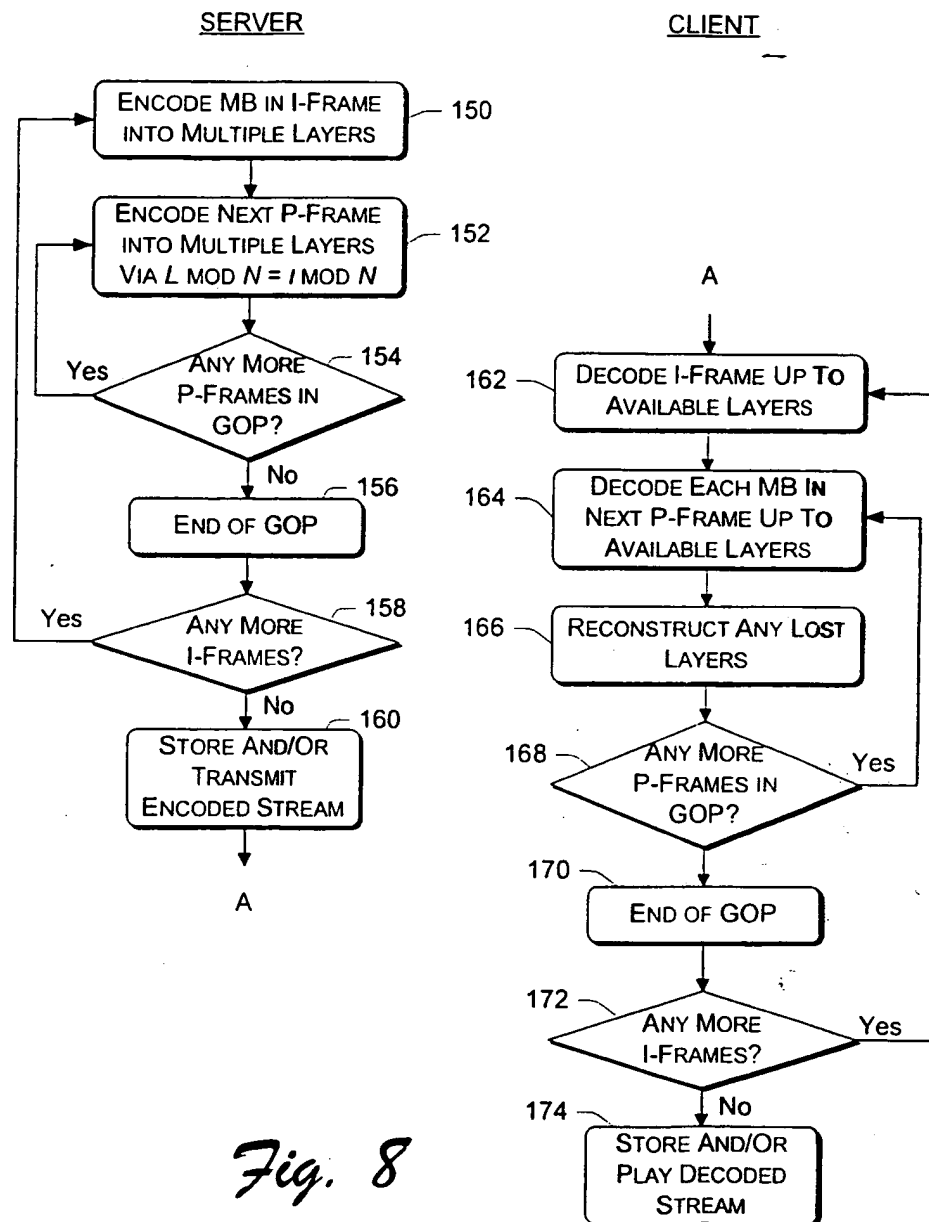 SERVER
ENCODE MB IN I-FRAME
INTO MULTIPLE LAYERS
150
ENCODE NEXT P-FRAME
INTO MULTIPLE LAYERS
VIA L MOD N = i MOD N
152
ANY MORE
P-FRAMES IN
GOP?
154
Yes
No
156
END OF GOP
ANY MORE
I-FRAMES?
158
Yes
No
160
STORE AND/OR
TRANSMIT
ENCODED STREAM
A
CLIENT
A
162
DECODE I-FRAME UP TO
AVAILABLE LAYERS
164
DECODE EACH MB IN
NEXT P-FRAME UP TO
AVAILABLE LAYERS
166
RECONSTRUCT ANY LOST
LAYERS
168
ANY MORE
P-FRAMES IN
GOP?
Yes
170
END OF GOP
172
ANY MORE
I-FRAMES?
Yes
No
174
STORE AND/OR
PLAY DECODED
STREAM
Fig. 8